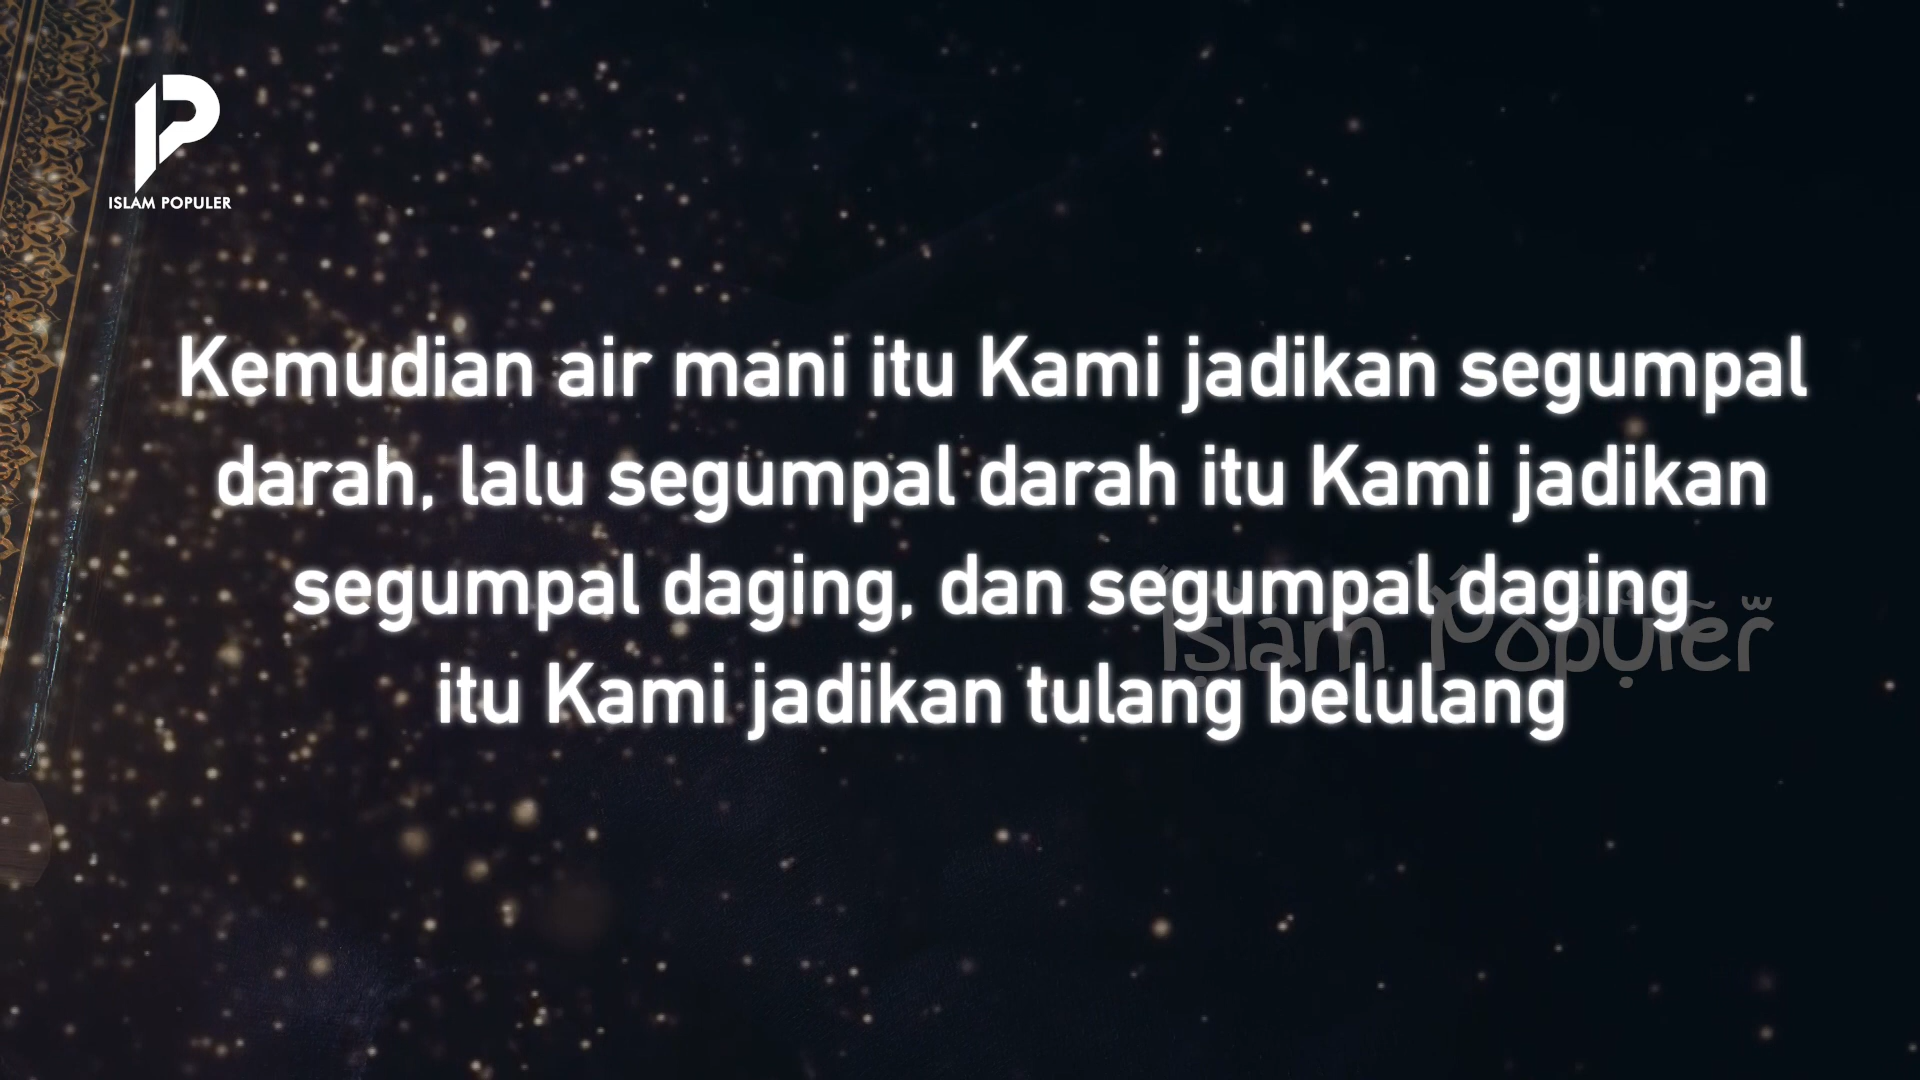 ISLAM POPULER
Kemudian air mani itu Kami jadikan segumpal
darah, lalu segumpal darah itu Kami jadikan
segumpal daging, dan segumpal daging
itu Kami jadikan tulang belulang
Islam Populer